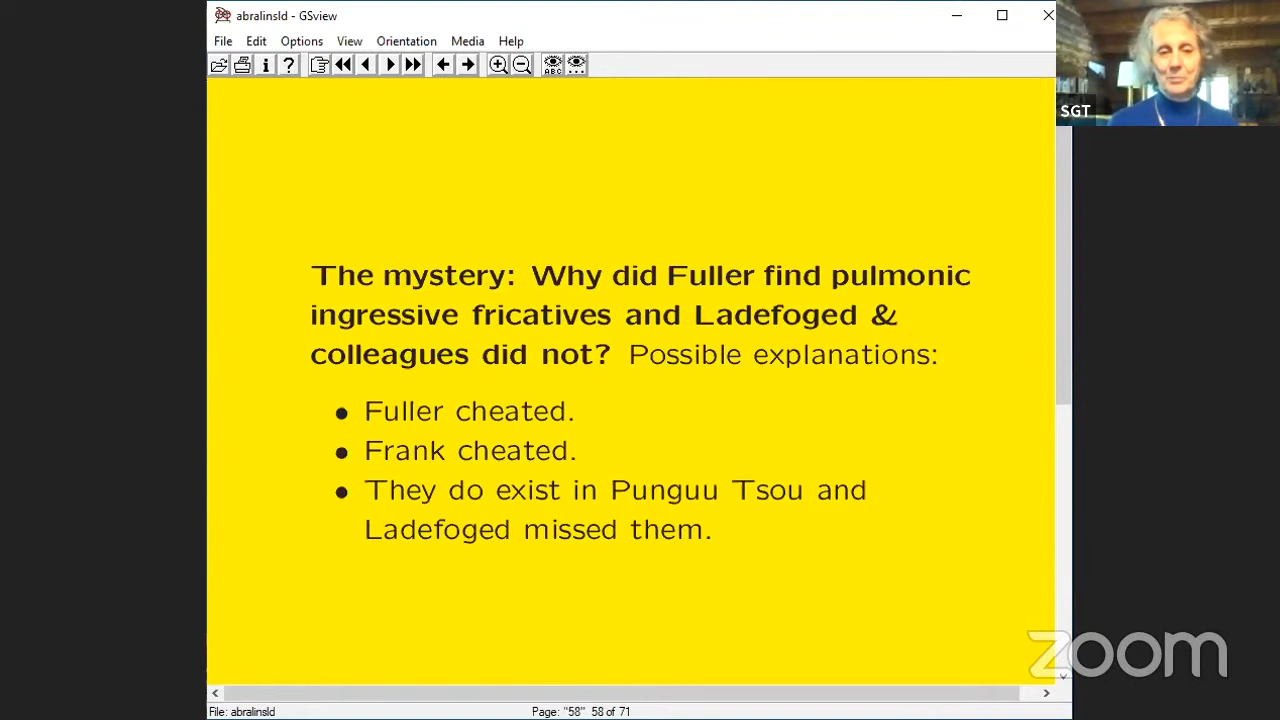 abralinsld - GSview
File Edit Options View Orientation Media Help
SGT
The mystery: Why did Fuller find pulmonic
ingressive fricatives and Ladefoged &
colleagues did not? Possible explanations:
• Fuller cheated.
• Frank cheated.
• They do exist in Punguu Tsou and
Ladefoged missed them.
zoom
File: abralinsld Page: "58" 58 of 71